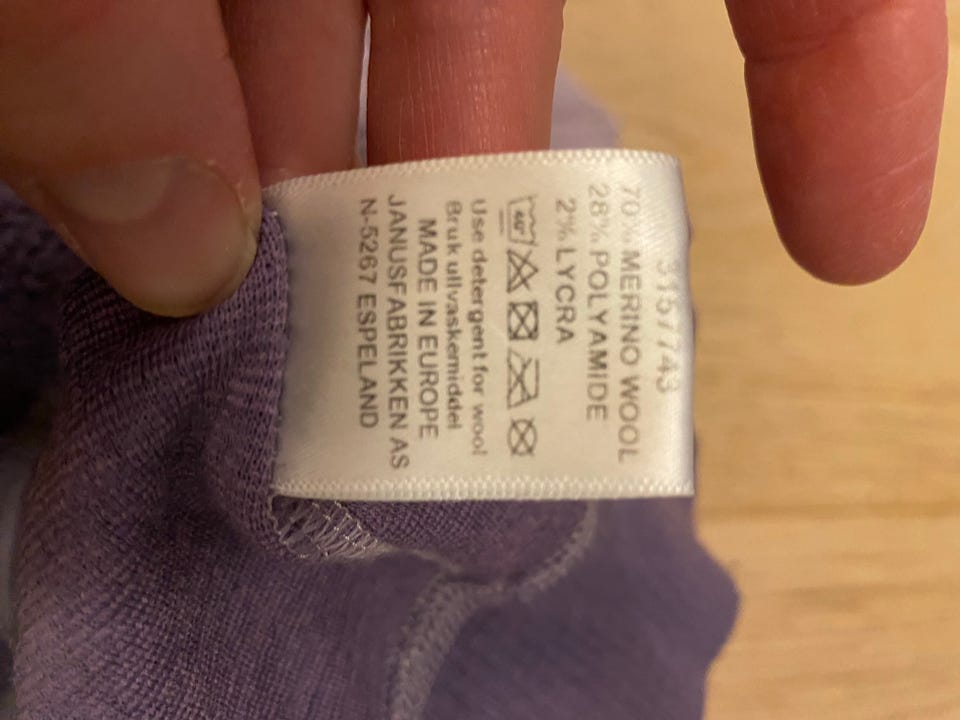 3157743
70% MERINO WOOL
28% POLYAMIDE
2% LYCRA
40°
Use detergent for wool
Bruk ullvaskemiddel
MADE IN EUROPE
JANUSFABRIKKEN AS
N-5267 ESPELAND